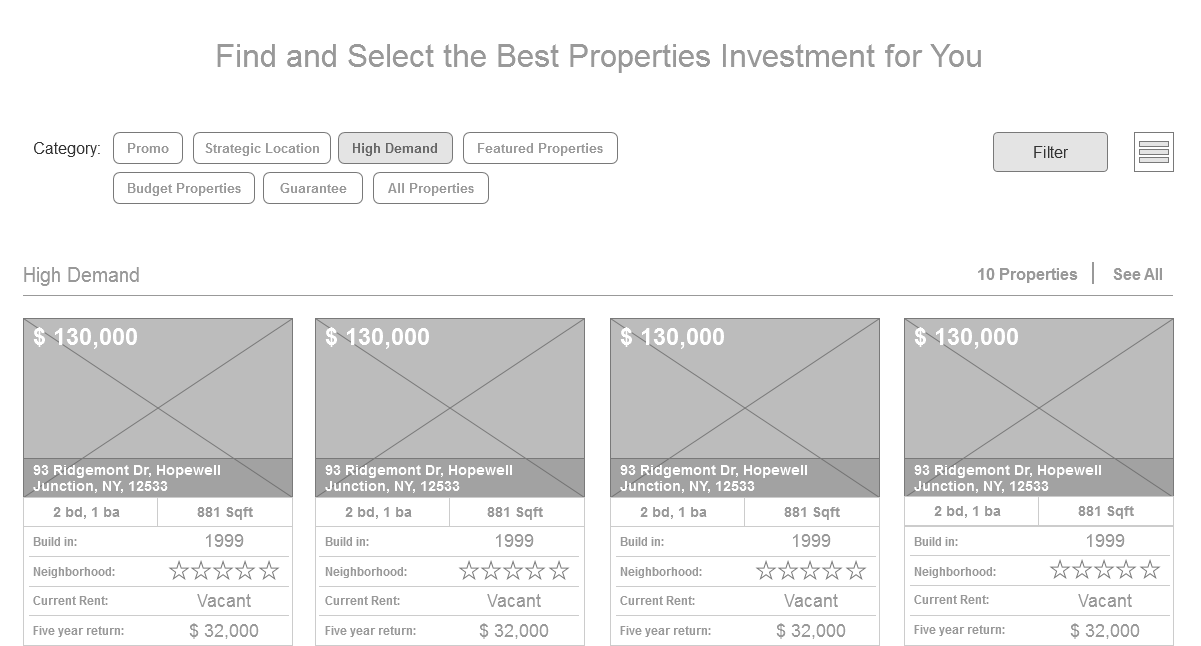 Find and Select the Best Properties Investment for You
Category: Promo Strategic Location High Demand Featured Properties Filter
Budget Properties Guarantee All Properties
High Demand 10 Properties See All
$ 130,000 $ 130,000 $ 130,000 $ 130,000
93 Ridgemont Dr, Hopewell 93 Ridgemont Dr, Hopewell 93 Ridgemont Dr, Hopewell 93 Ridgemont Dr, Hopewell
Junction, NY, 12533 Junction, NY, 12533 Junction, NY, 12533 Junction, NY, 12533
2 bd, 1 ba 881 Sqft 2 bd, 1 ba 881 Sqft 2 bd, 1 ba 881 Sqft 2 bd, 1 ba 881 Sqft
Build in: 1999 Build in: 1999 Build in: 1999 Build in: 1999
Neighborhood: Neighborhood: Neighborhood: Neighborhood:
Current Rent: Vacant Current Rent: Vacant Current Rent: Vacant Current Rent: Vacant
Five year return: $ 32,000 Five year return: $ 32,000 Five year return: $ 32,000 Five year return: $ 32,000